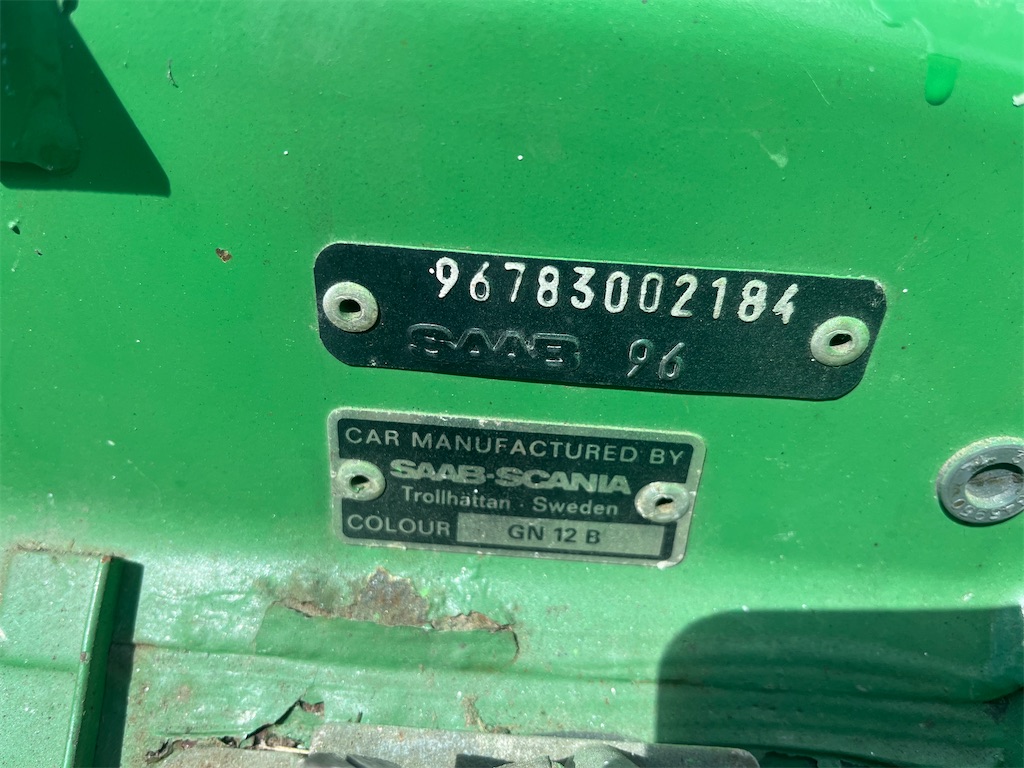 96783002184
SAAB 96
CAR MANUFACTURED BY
SAAB-SCANIA
Trollhättan · Sweden
COLOUR GN 12 B